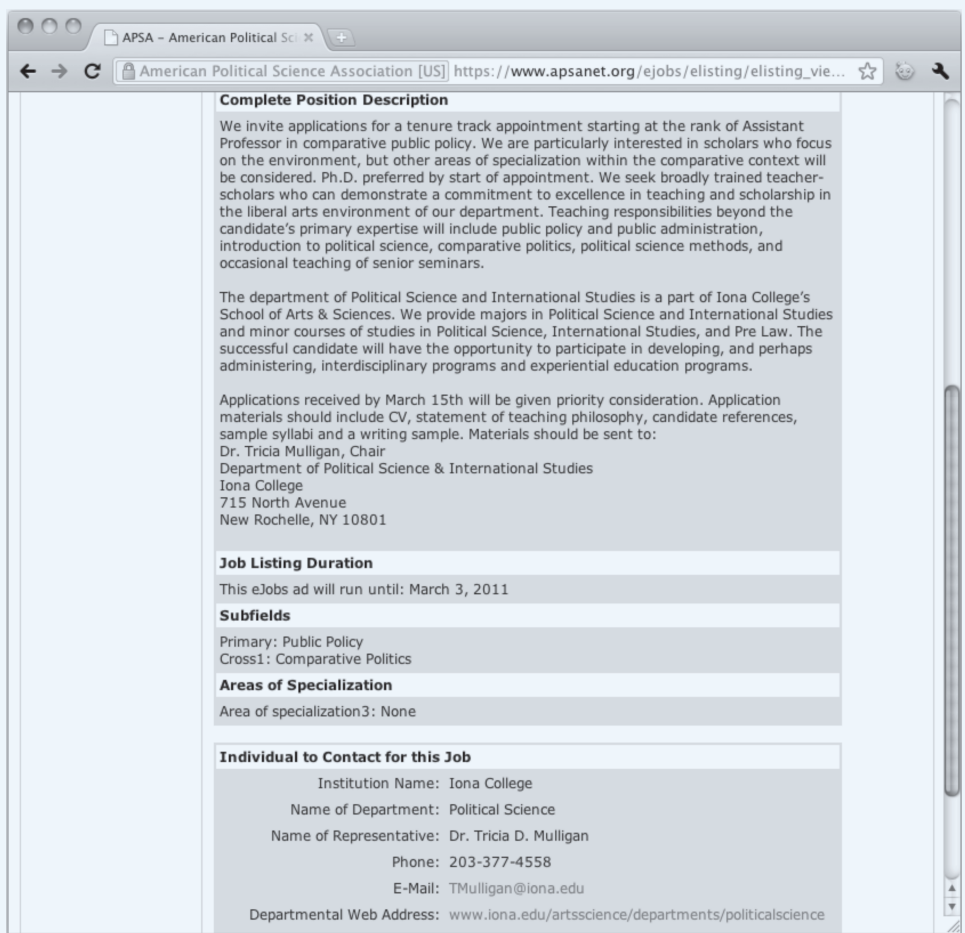 APSA – American Political Sci
American Political Science Association [US] https://www.apsanet.org/ejobs/elisting/elisting_vie...
Complete Position Description
We invite applications for a tenure track appointment starting at the rank of Assistant
Professor in comparative public policy. We are particularly interested in scholars who focus
on the environment, but other areas of specialization within the comparative context will
be considered. Ph.D. preferred by start of appointment. We seek broadly trained teacher-
scholars who can demonstrate a commitment to excellence in teaching and scholarship in
the liberal arts environment of our department. Teaching responsibilities beyond the
candidate's primary expertise will include public policy and public administration,
introduction to political science, comparative politics, political science methods, and
occasional teaching of senior seminars.
The department of Political Science and International Studies is a part of Iona College's
School of Arts & Sciences. We provide majors in Political Science and International Studies
and minor courses of studies in Political Science, International Studies, and Pre Law. The
successful candidate will have the opportunity to participate in developing, and perhaps
administering, interdisciplinary programs and experiential education programs.
Applications received by March 15th will be given priority consideration. Application
materials should include CV, statement of teaching philosophy, candidate references,
sample syllabi and a writing sample. Materials should be sent to:
Dr. Tricia Mulligan, Chair
Department of Political Science & International Studies
Iona College
715 North Avenue
New Rochelle, NY 10801
Job Listing Duration
This eJobs ad will run until: March 3, 2011
Subfields
Primary: Public Policy
Cross1: Comparative Politics
Areas of Specialization
Area of specialization3: None
Individual to Contact for this Job
Institution Name: Iona College
Name of Department: Political Science
Name of Representative: Dr. Tricia D. Mulligan
Phone: 203-377-4558
E-Mail: TMulligan@iona.edu
Departmental Web Address: www.iona.edu/artsscience/departments/politicalscience